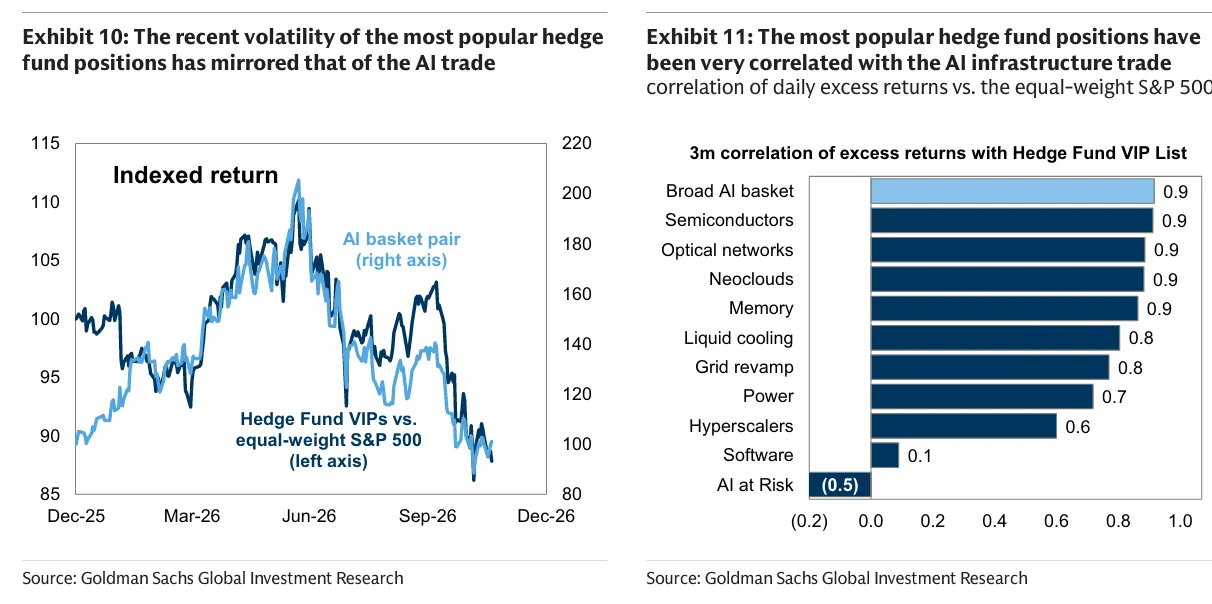 Exhibit 10: The recent volatility of the most popular hedge
fund positions has mirrored that of the AI trade
115
110
105
100
95
90
85
220
200
180
160
140
120
100
80
Indexed return
AI basket pair
(right axis)
Hedge Fund VIPs vs.
equal-weight S&P 500
(left axis)
Dec-25
Mar-26
Jun-26
Sep-26
Dec-26
Source: Goldman Sachs Global Investment Research
Exhibit 11: The most popular hedge fund positions have
been very correlated with the AI infrastructure trade
correlation of daily excess returns vs. the equal-weight S&P 500
3m correlation of excess returns with Hedge Fund VIP List
Broad AI basket 0.9
Semiconductors 0.9
Optical networks 0.9
Neoclouds 0.9
Memory 0.9
Liquid cooling 0.8
Grid revamp 0.8
Power 0.7
Hyperscalers 0.6
Software 0.1
AI at Risk (0.5)
(0.2) 0.0 0.2 0.4 0.6 0.8 1.0
Source: Goldman Sachs Global Investment Research